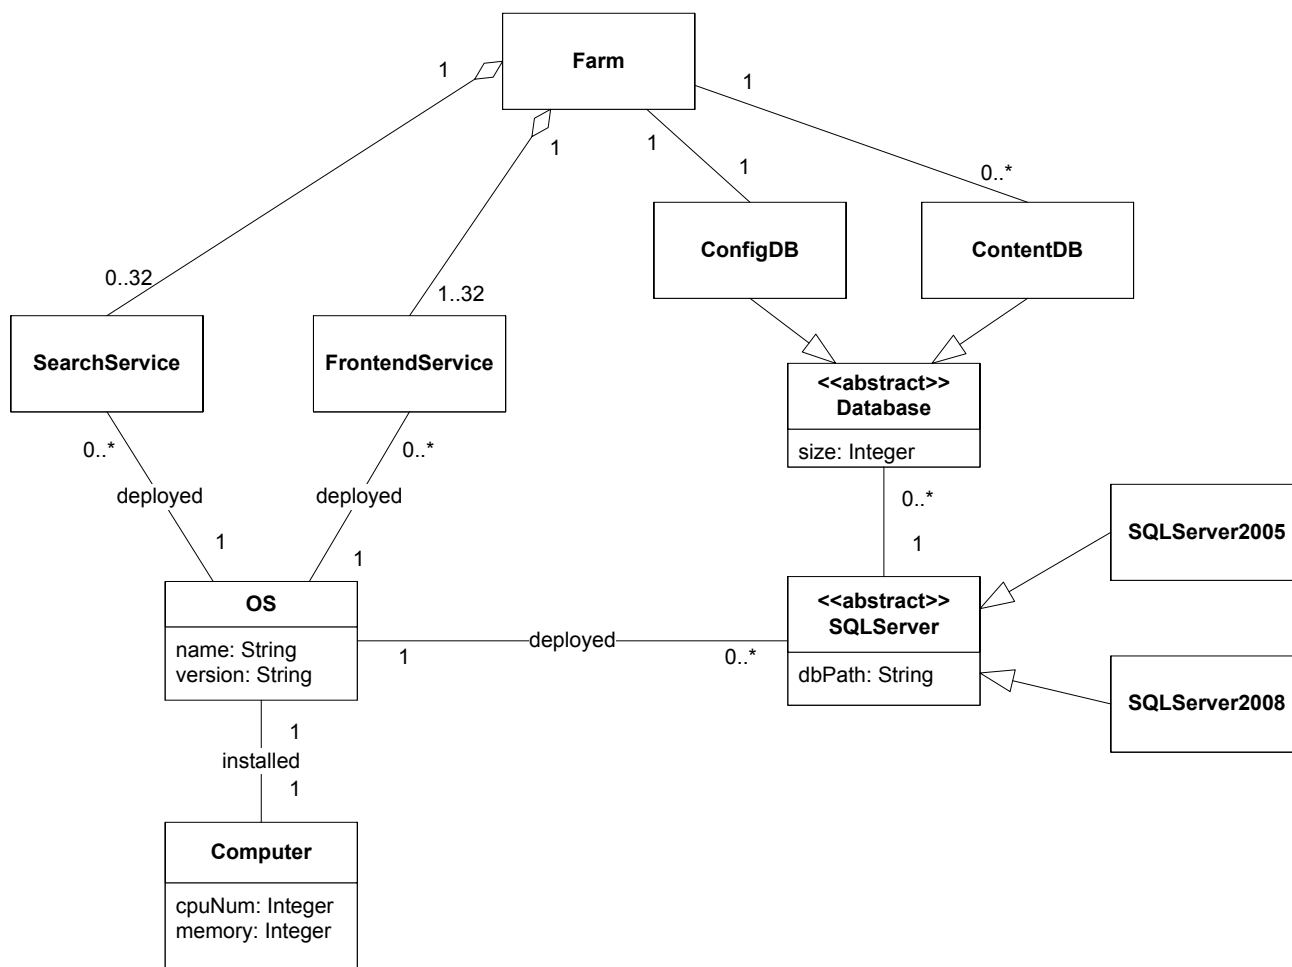 Farm
1
1
1
1
1
0..*
ConfigDB
ContentDB
0..32
1..32
SearchService
FrontendService
<<abstract>>
Database
size: Integer
0..*
0..*
deployed
deployed
0..*
1
1
1
SQLServer2005
OS
name: String
version: String
1
deployed
0..*
<<abstract>>
SQLServer
dbPath: String
SQLServer2008
1
installed
1
Computer
cpuNum: Integer
memory: Integer